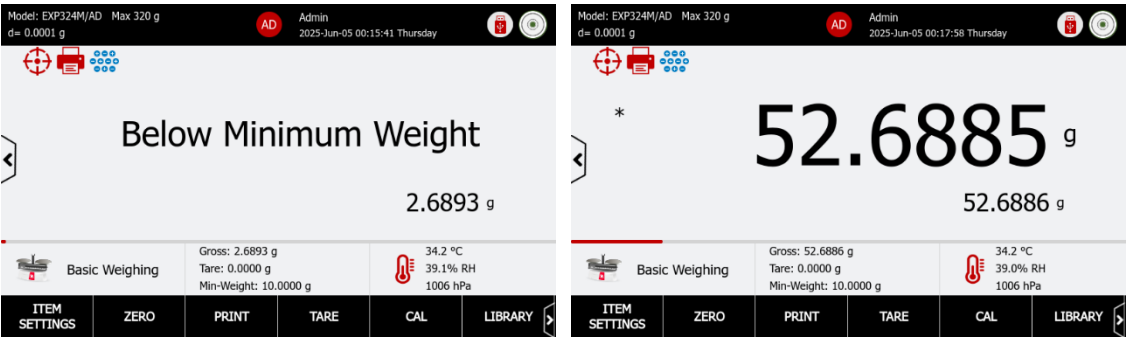 Model: EXP324M/AD Max 320 g
d= 0.0001 g
AD
Admin
2025-Jun-05 00:15:41 Thursday
Below Minimum Weight
2.6893 g
Basic Weighing
Gross: 2.6893 g
Tare: 0.0000 g
Min-Weight: 10.0000 g
34.2 °C
39.1% RH
1006 hPa
ITEM
SETTINGS
ZERO
PRINT
TARE
CAL
LIBRARY
Model: EXP324M/AD Max 320 g
d= 0.0001 g
AD
Admin
2025-Jun-05 00:17:58 Thursday
*
52.6885 g
52.6886 g
Basic Weighing
Gross: 52.6886 g
Tare: 0.0000 g
Min-Weight: 10.0000 g
34.2 °C
39.0% RH
1006 hPa
ITEM
SETTINGS
ZERO
PRINT
TARE
CAL
LIBRARY